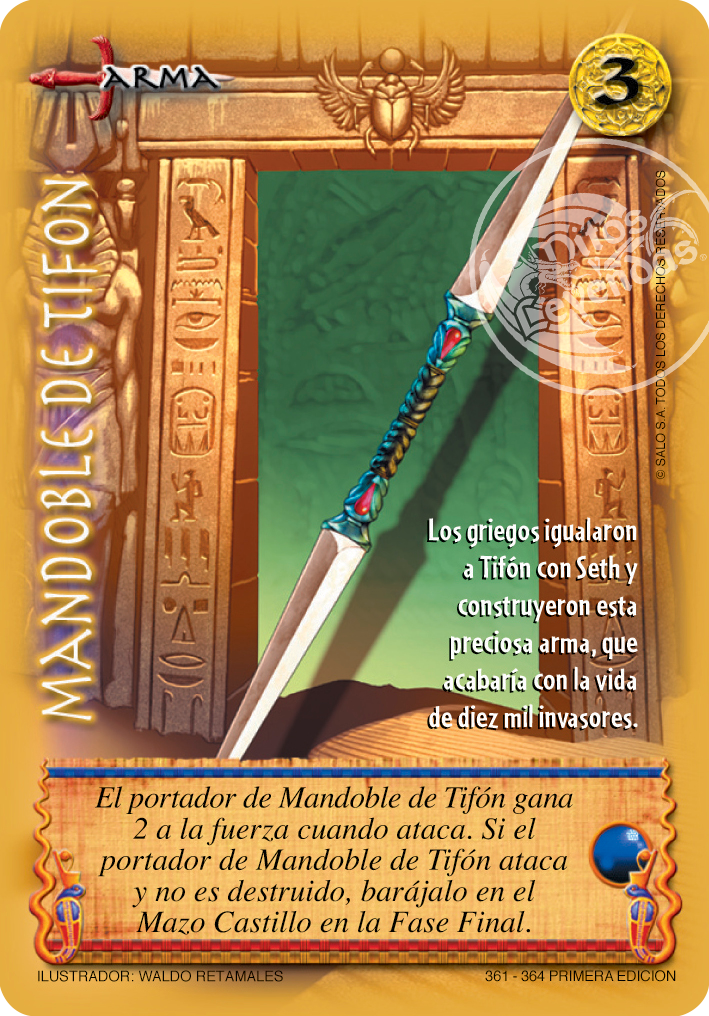 ARMA
3
MANDOBLE DE TIFON
Mitos
Leyendas
© SALO S.A. TODOS LOS DERECHOS RESERVADOS
Los griegos igualaron
a Tifón con Seth y
construyeron esta
preciosa arma, que
acabaría con la vida
de diez mil invasores.
El portador de Mandoble de Tifón gana
2 a la fuerza cuando ataca. Si el
portador de Mandoble de Tifón ataca
y no es destruido, barájalo en el
Mazo Castillo en la Fase Final.
ILUSTRADOR: WALDO RETAMALES
361 - 364 PRIMERA EDICION